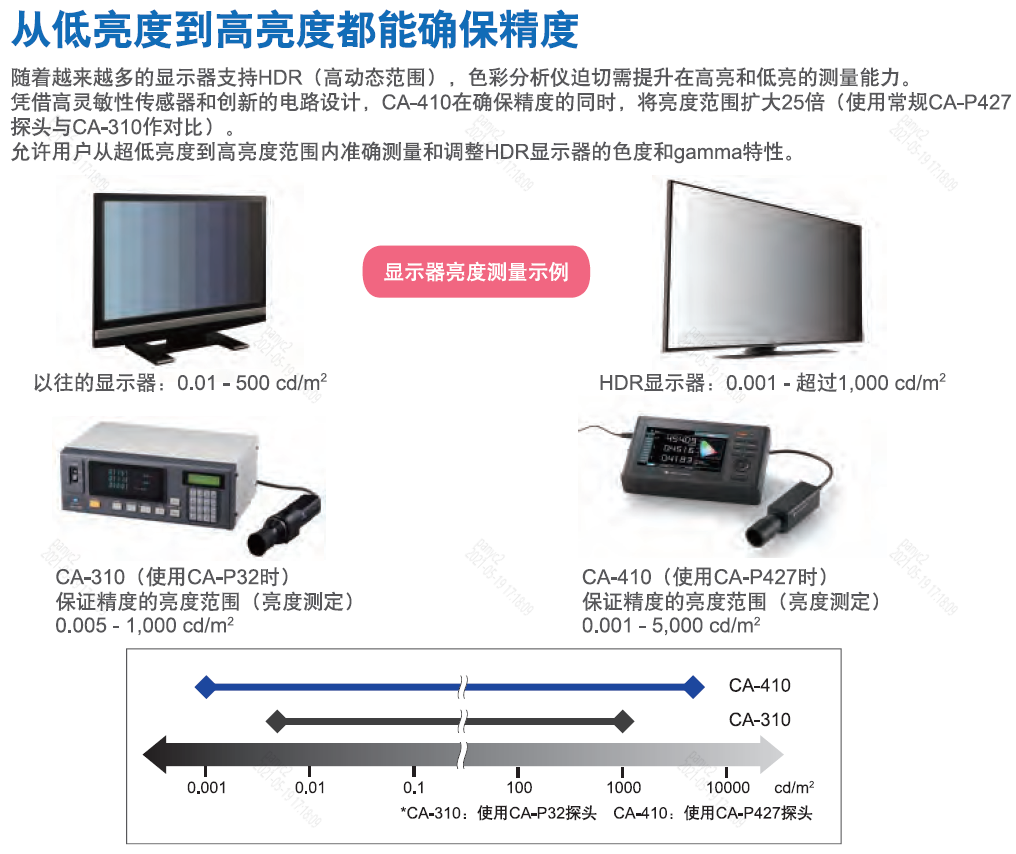 从低亮度到高亮度都能确保精度
随着越来越多的显示器支持HDR（高动态范围），色彩分析仪迫切需提升在高亮和低亮的测量能力。
凭借高灵敏性传感器和创新的电路设计，CA-410在确保精度的同时，将亮度范围扩大25倍（使用常规CA-P427
探头与CA-310作对比）。
允许用户从超低亮度到高亮度范围内准确测量和调整HDR显示器的色度和gamma特性。
显示器亮度测量示例
以往的显示器：0.01 - 500 cd/m²
HDR显示器：0.001 - 超过1,000 cd/m²
45409
04516
04183
CA-310（使用CA-P32时）
保证精度的亮度范围（亮度测定）
0.005 - 1,000 cd/m²
CA-410（使用CA-P427时）
保证精度的亮度范围（亮度测定）
0.001 - 5,000 cd/m²
CA-410
CA-310
0.001 0.01 0.1 100 1000 10000 cd/m²
*CA-310：使用CA-P32探头 CA-410：使用CA-P427探头